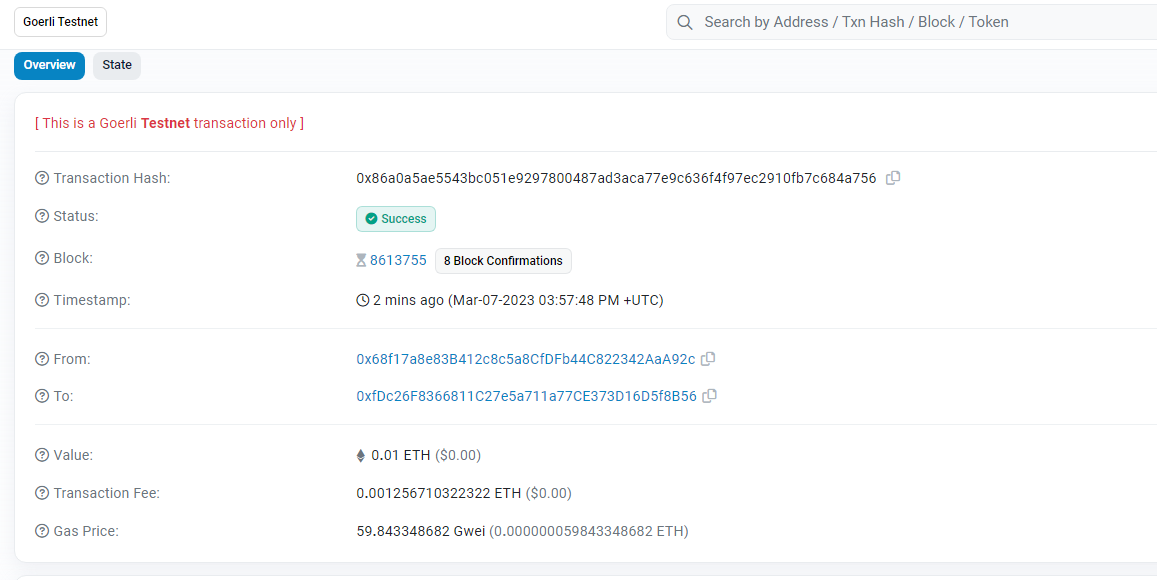 Goerli Testnet
Search by Address / Txn Hash / Block / Token
Overview
State
[ This is a Goerli Testnet transaction only ]
Transaction Hash:
0x86a0a5ae5543bc051e9297800487ad3aca77e9c636f4f97ec2910fb7c684a756
Status:
Success
Block:
8613755
8 Block Confirmations
Timestamp:
2 mins ago (Mar-07-2023 03:57:48 PM +UTC)
From:
0x68f17a8e83B412c8c5a8CfDFb44C822342AaA92c
To:
0xfDc26F8366811C27e5a711a77CE373D16D5f8B56
Value:
0.01 ETH ($0.00)
Transaction Fee:
0.001256710322322 ETH ($0.00)
Gas Price:
59.843348682 Gwei (0.000000059843348682 ETH)